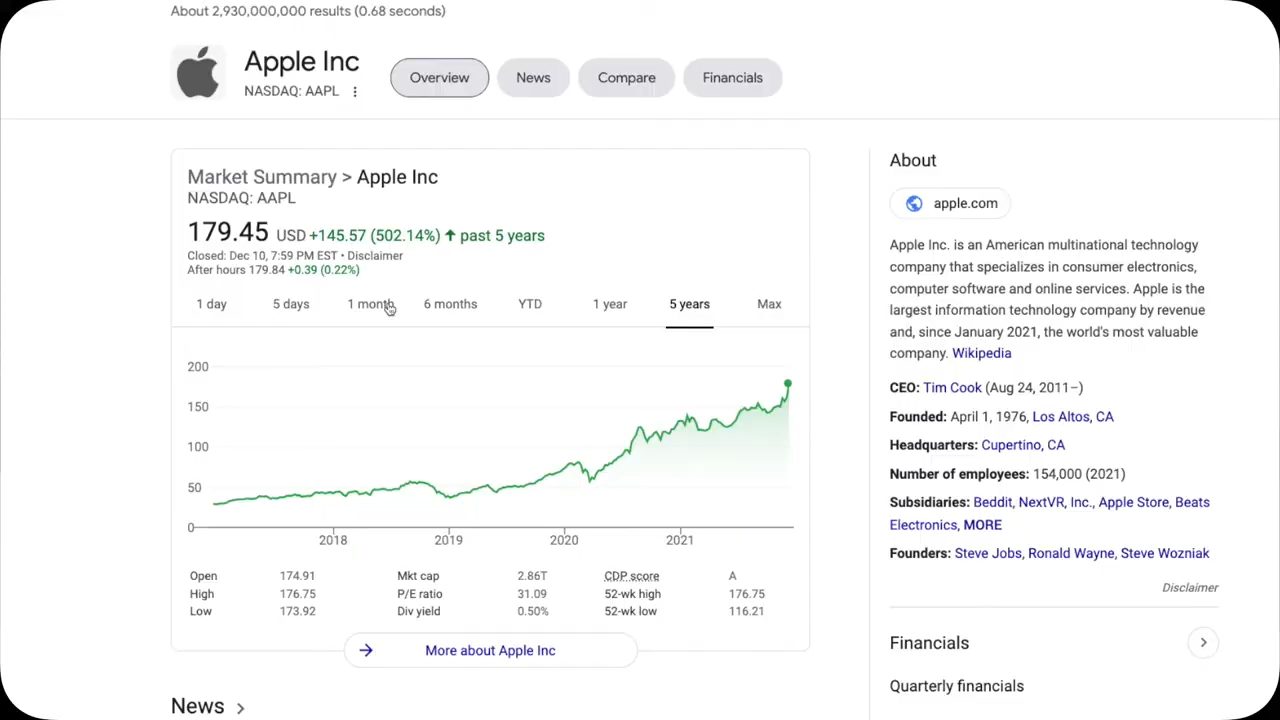 About 2,930,000,000 results (0.68 seconds)
Apple Inc
NASDAQ: AAPL
Overview
News
Compare
Financials
Market Summary > Apple Inc
NASDAQ: AAPL
179.45 USD +145.57 (502.14%) ↑ past 5 years
Closed: Dec 10, 7:59 PM EST • Disclaimer
After hours 179.84 +0.39 (0.22%)
1 day 5 days 1 month 6 months YTD 1 year 5 years Max
200
150
100
50
0
2018 2019 2020 2021
Open 174.91 Mkt cap 2.86T CDP score A
High 176.75 P/E ratio 31.09 52-wk high 176.75
Low 173.92 Div yield 0.50% 52-wk low 116.21
More about Apple Inc
News >
About
apple.com
Apple Inc. is an American multinational technology
company that specializes in consumer electronics,
computer software and online services. Apple is the
largest information technology company by revenue
and, since January 2021, the world's most valuable
company. Wikipedia
CEO: Tim Cook (Aug 24, 2011–)
Founded: April 1, 1976, Los Altos, CA
Headquarters: Cupertino, CA
Number of employees: 154,000 (2021)
Subsidiaries: Beddit, NextVR, Inc., Apple Store, Beats
Electronics, MORE
Founders: Steve Jobs, Ronald Wayne, Steve Wozniak
Disclaimer
Financials
Quarterly financials